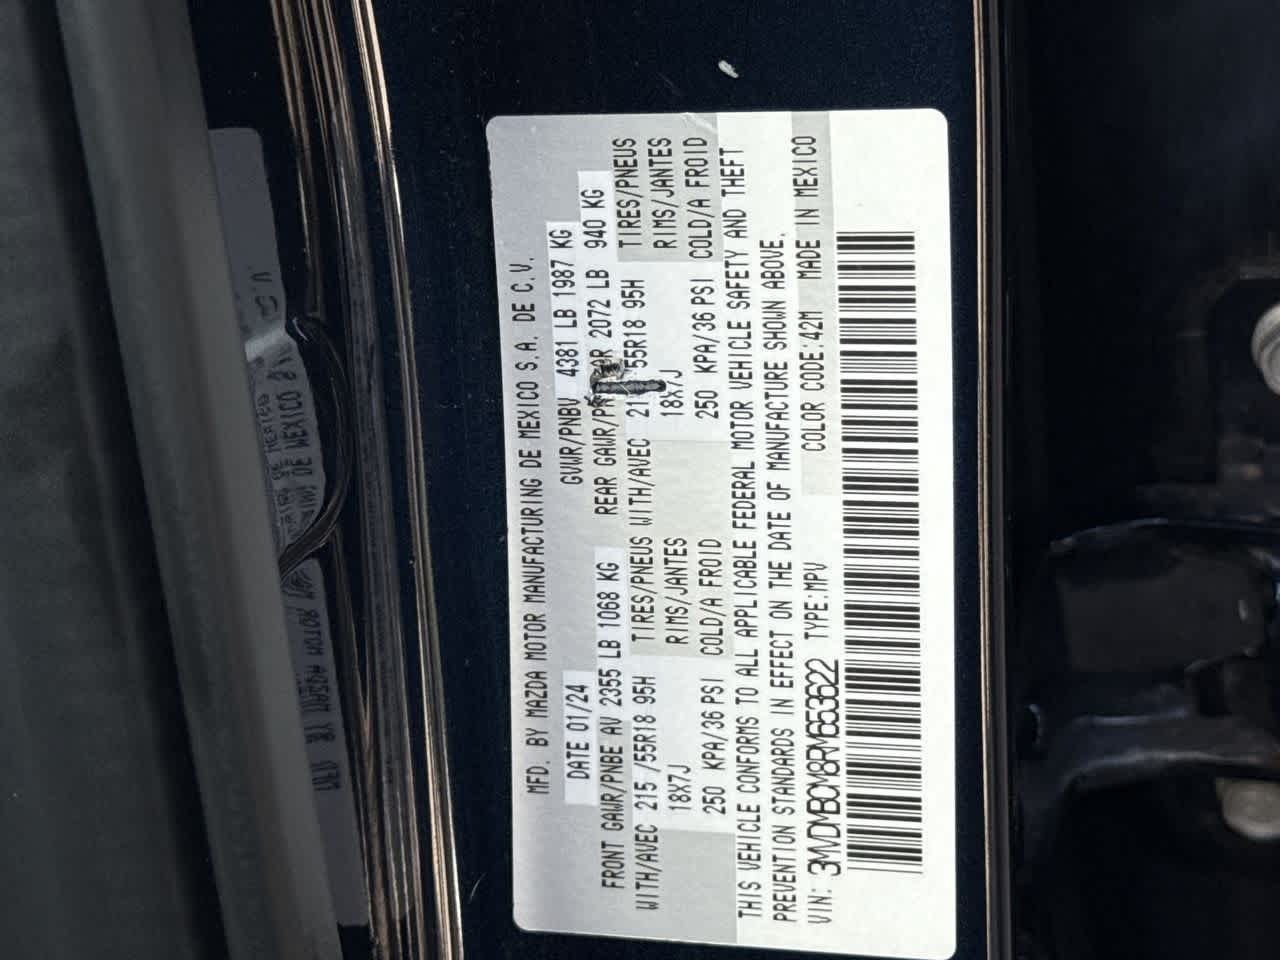 MFD. BY MAZDA MOTOR MANUFACTURING DE MEXICO S.A. DE C.V.
DATE 01/24 GVWR/PNBV 4381 LB 1987 KG
FRONT GAWR/PNBE AV 2355 LB 1068 KG REAR 2072 LB 940 KG
WITH/AVEC 215 /55R18 95H TIRES/PNEUS WITH/AVEC 55R18 95H TIRES/PNEUS
18X7J RIMS/JANTES 18X7J RIMS/JANTES
250 KPA/36 PSI COLD/A FROID 250 KPA/36 PSI COLD/A FROID
THIS VEHICLE CONFORMS TO ALL APPLICABLE FEDERAL MOTOR VEHICLE SAFETY AND THEFT
PREVENTION STANDARDS IN EFFECT ON THE DATE OF MANUFACTURE SHOWN ABOVE.
VIN: 3MVDMBCM8RM653622 TYPE:MPV COLOR CODE:42M MADE IN MEXICO